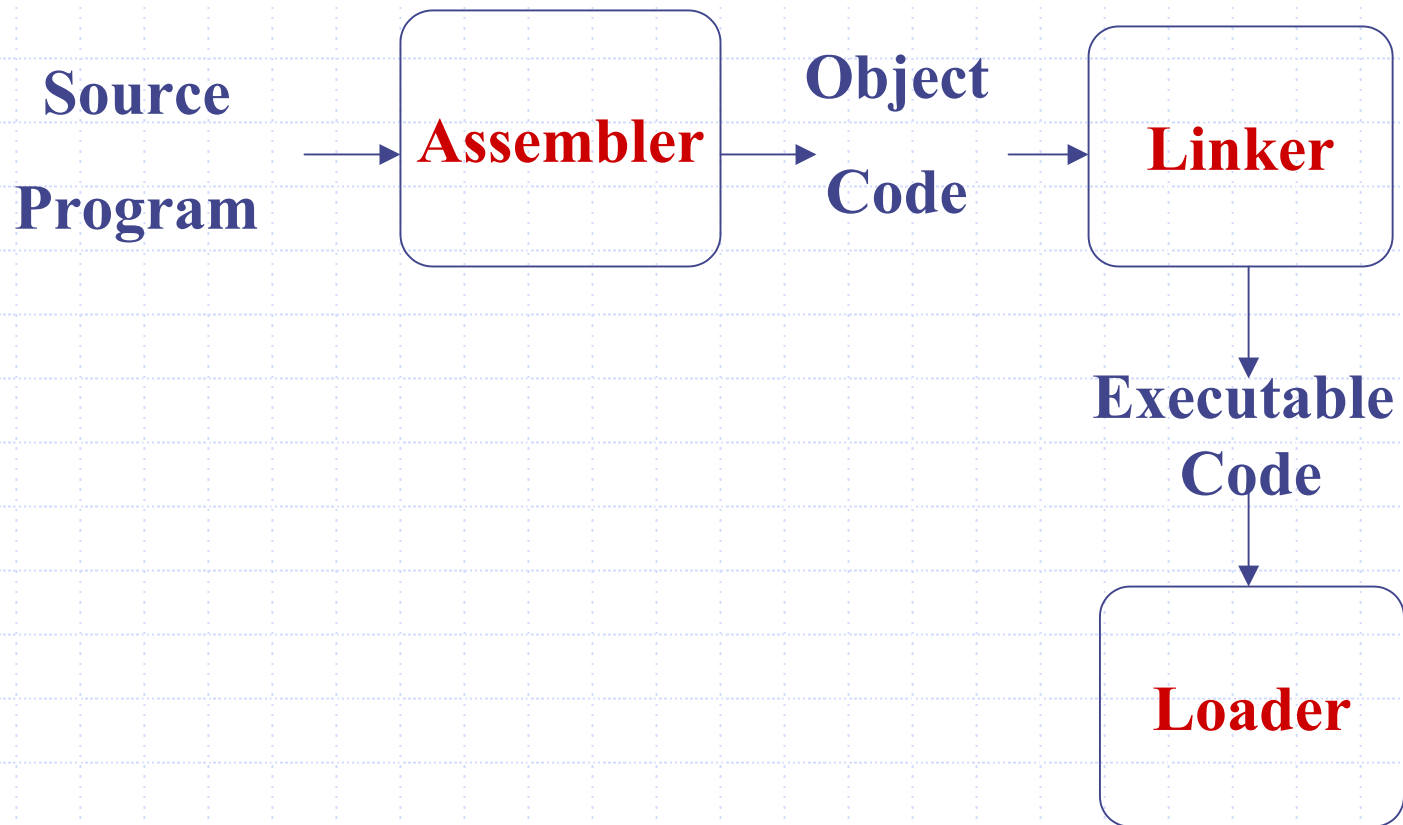 Source
Program
Assembler
Object
Code
Linker
Executable
Code
Loader